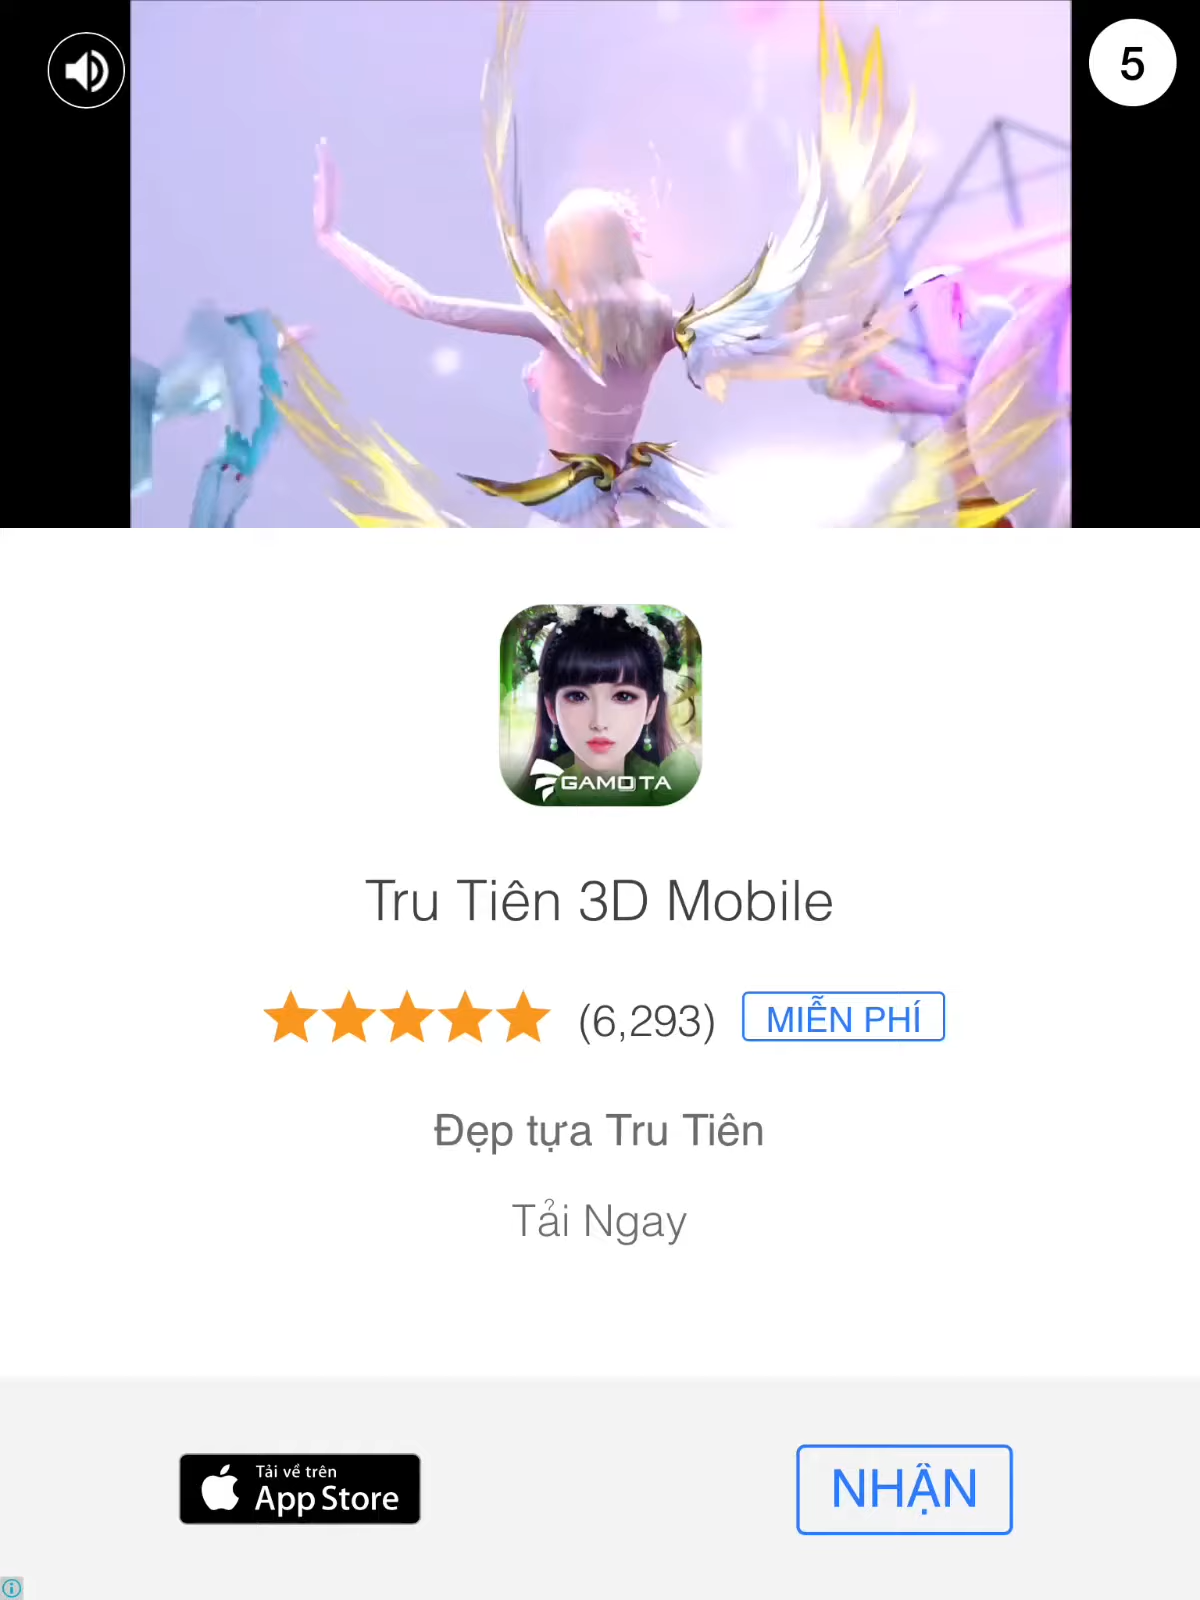 5
GAMOTA
Tru Tiên 3D Mobile
(6,293) MIỄN PHÍ
Đẹp tựa Tru Tiên
Tải Ngay
Tải về trên
App Store
NHẬN